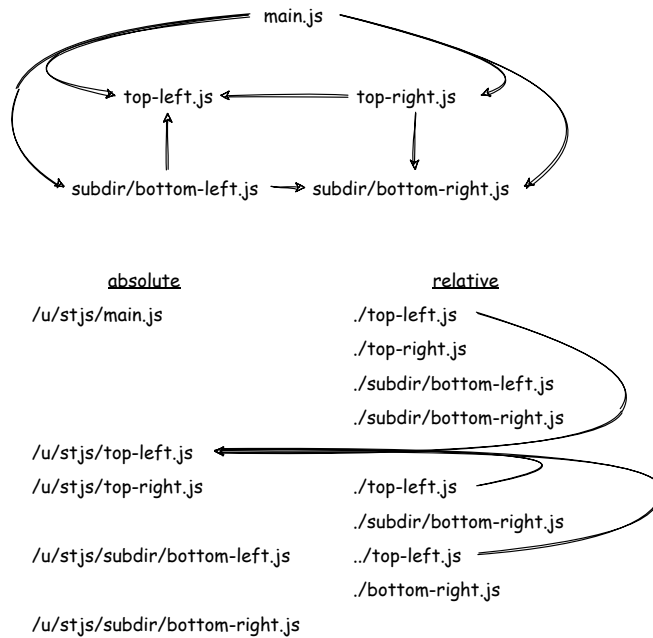 main.js
top-left.js top-right.js
subdir/bottom-left.js subdir/bottom-right.js
absolute relative
/u/stjs/main.js ./top-left.js
./top-right.js
./subdir/bottom-left.js
./subdir/bottom-right.js
/u/stjs/top-left.js
/u/stjs/top-right.js ./top-left.js
./subdir/bottom-right.js
/u/stjs/subdir/bottom-left.js ../top-left.js
./bottom-right.js
/u/stjs/subdir/bottom-right.js